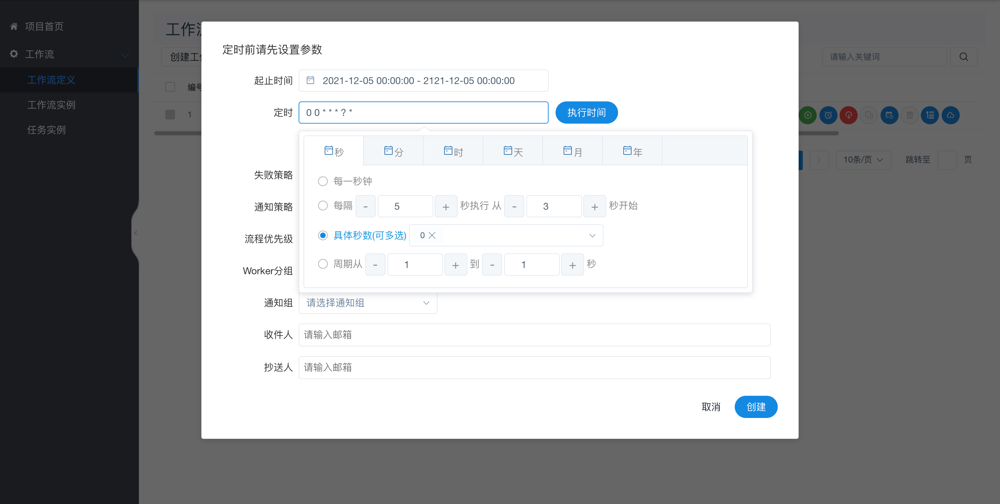 项目首页
工作流
工作流定义
工作流实例
任务实例
工作
创建工
请输入关键词
编号
1
10条/页
跳转至
页
定时前请先设置参数
起止时间
2021-12-05 00:00:00 - 2121-12-05 00:00:00
定时
0 0 * * * ? *
执行时间
秒
分
时
天
月
年
每一秒钟
每隔 - 5 + 秒执行 从 - 3 + 秒开始
具体秒数(可多选) 0
周期从 - 1 + 到 - 1 + 秒
失败策略
通知策略
流程优先级
Worker分组
通知组
请选择通知组
收件人
请输入邮箱
抄送人
请输入邮箱
取消
创建